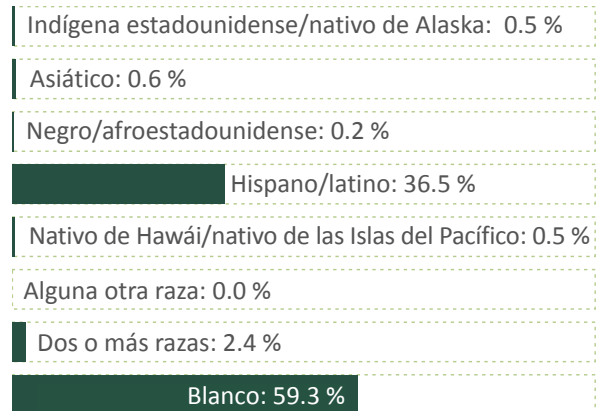 Indígena estadounidense/nativo de Alaska: 0.5 %
Asiático: 0.6 %
Negro/afroestadounidense: 0.2 %
Hispano/latino: 36.5 %
Nativo de Hawái/nativo de las Islas del Pacífico: 0.5 %
Alguna otra raza: 0.0 %
Dos o más razas: 2.4 %
Blanco: 59.3 %